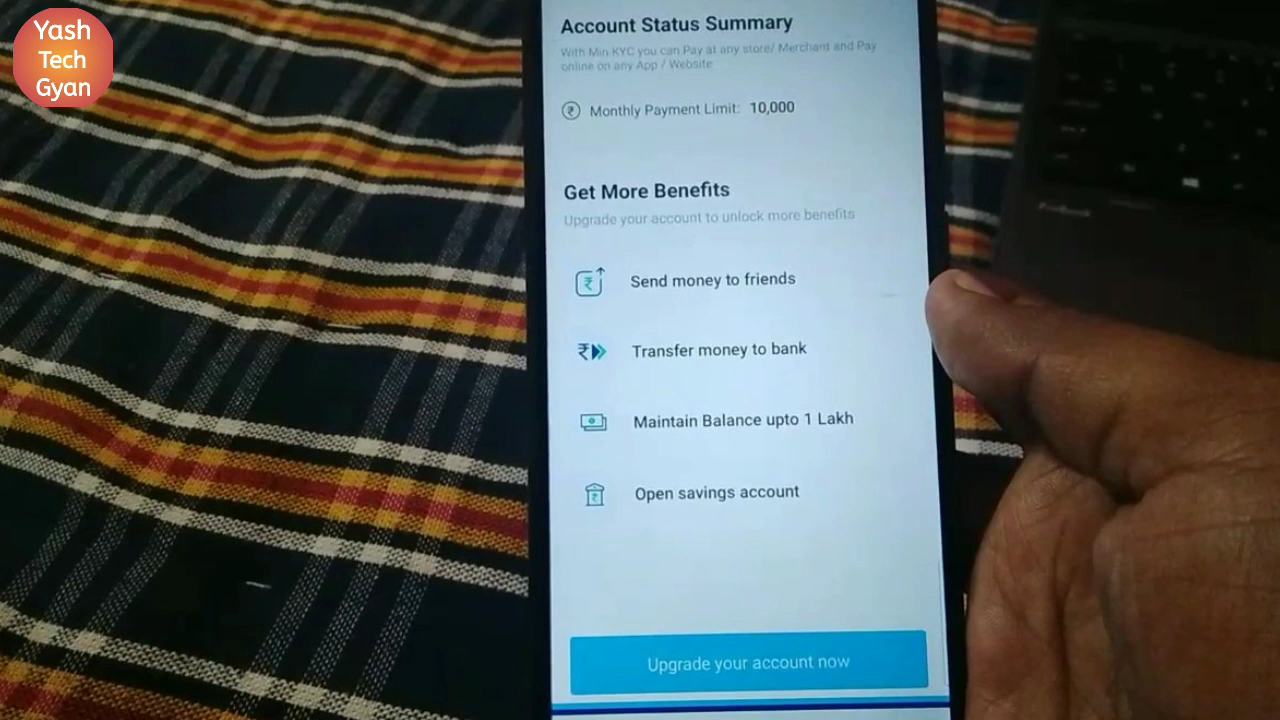 Yash
Tech
Gyan
Account Status Summary
With Min KYC you can Pay at any store/ Merchant and Pay
online on any App / Website
Monthly Payment Limit: 10,000
Get More Benefits
Upgrade your account to unlock more benefits
Send money to friends
Transfer money to bank
Maintain Balance upto 1 Lakh
Open savings account
Upgrade your account now